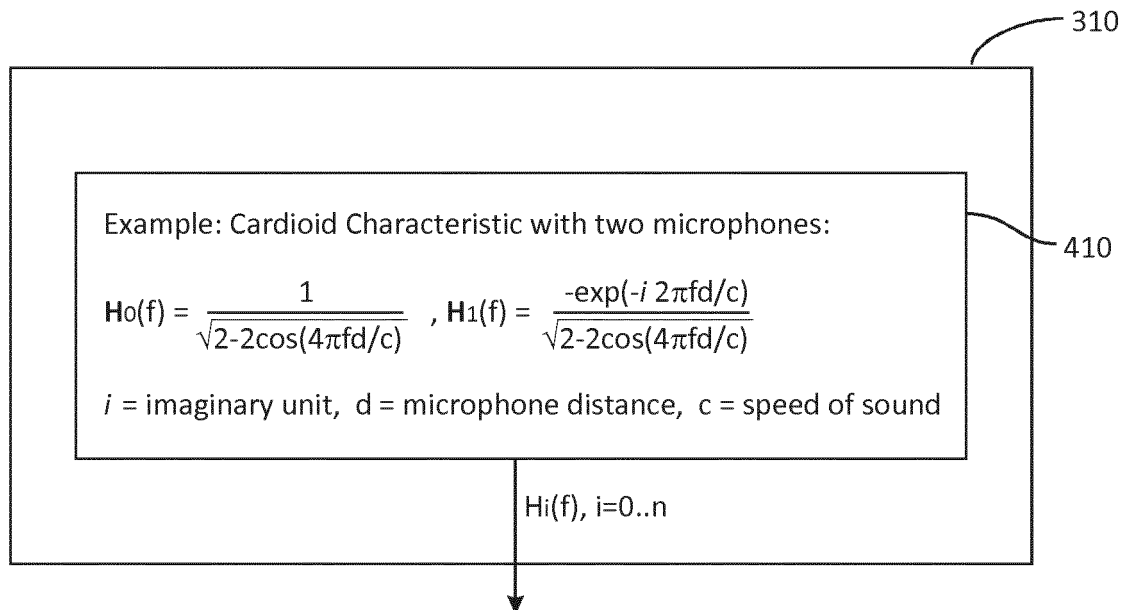 310
Example: Cardioid Characteristic with two microphones:
410
H0(f) = 1 / √2-2cos(4πfd/c) , H1(f) = -exp(-i 2πfd/c) / √2-2cos(4πfd/c)
i = imaginary unit, d = microphone distance, c = speed of sound
Hi(f), i=0..n